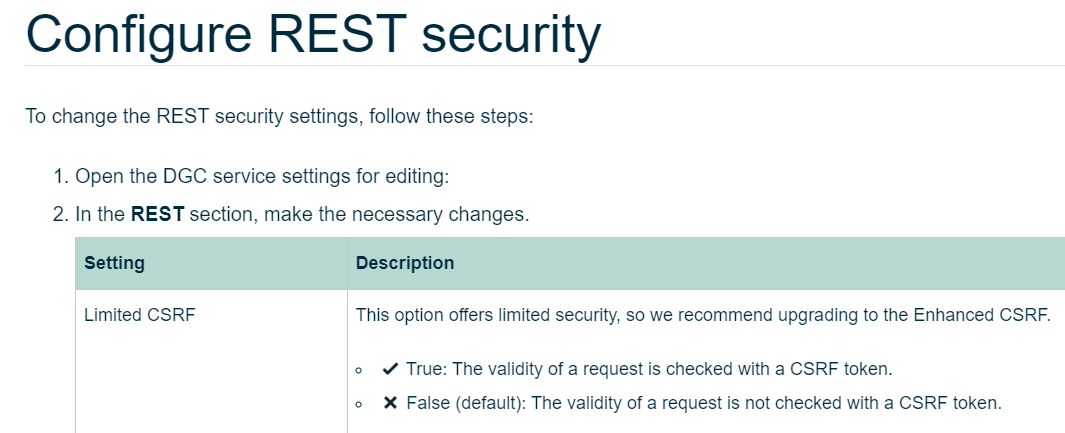 Configure REST security
To change the REST security settings, follow these steps:
1. Open the DGC service settings for editing:
2. In the REST section, make the necessary changes.
Setting Description
Limited CSRF This option offers limited security, so we recommend upgrading to the Enhanced CSRF.
✔ True: The validity of a request is checked with a CSRF token.
✖ False (default): The validity of a request is not checked with a CSRF token.